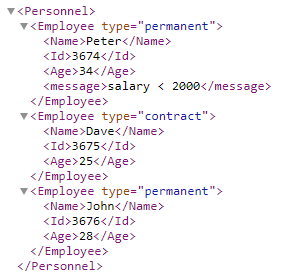 <Personnel>
<Employee type="permanent">
<Name>Peter</Name>
<Id>3674</Id>
<Age>34</Age>
<message>salary < 2000</message>
</Employee>
<Employee type="contract">
<Name>Dave</Name>
<Id>3675</Id>
<Age>25</Age>
</Employee>
<Employee type="permanent">
<Name>John</Name>
<Id>3676</Id>
<Age>28</Age>
</Employee>
</Personnel>